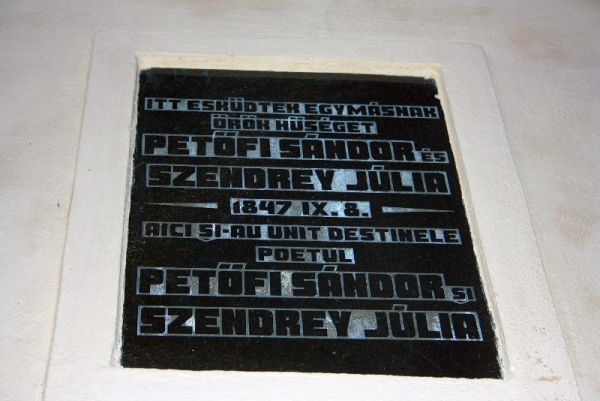 ITT ESKÜDTEK EGYMÁSNAK
ÖRÖK HŰSÉGET
PETŐFI SÁNDOR ÉS
SZENDREY JÚLIA
1847 IX. 8.
AICI ŞI-AU UNIT DESTINELE
POETUL
PETŐFI SÁNDOR ŞI
SZENDREY JÚLIA